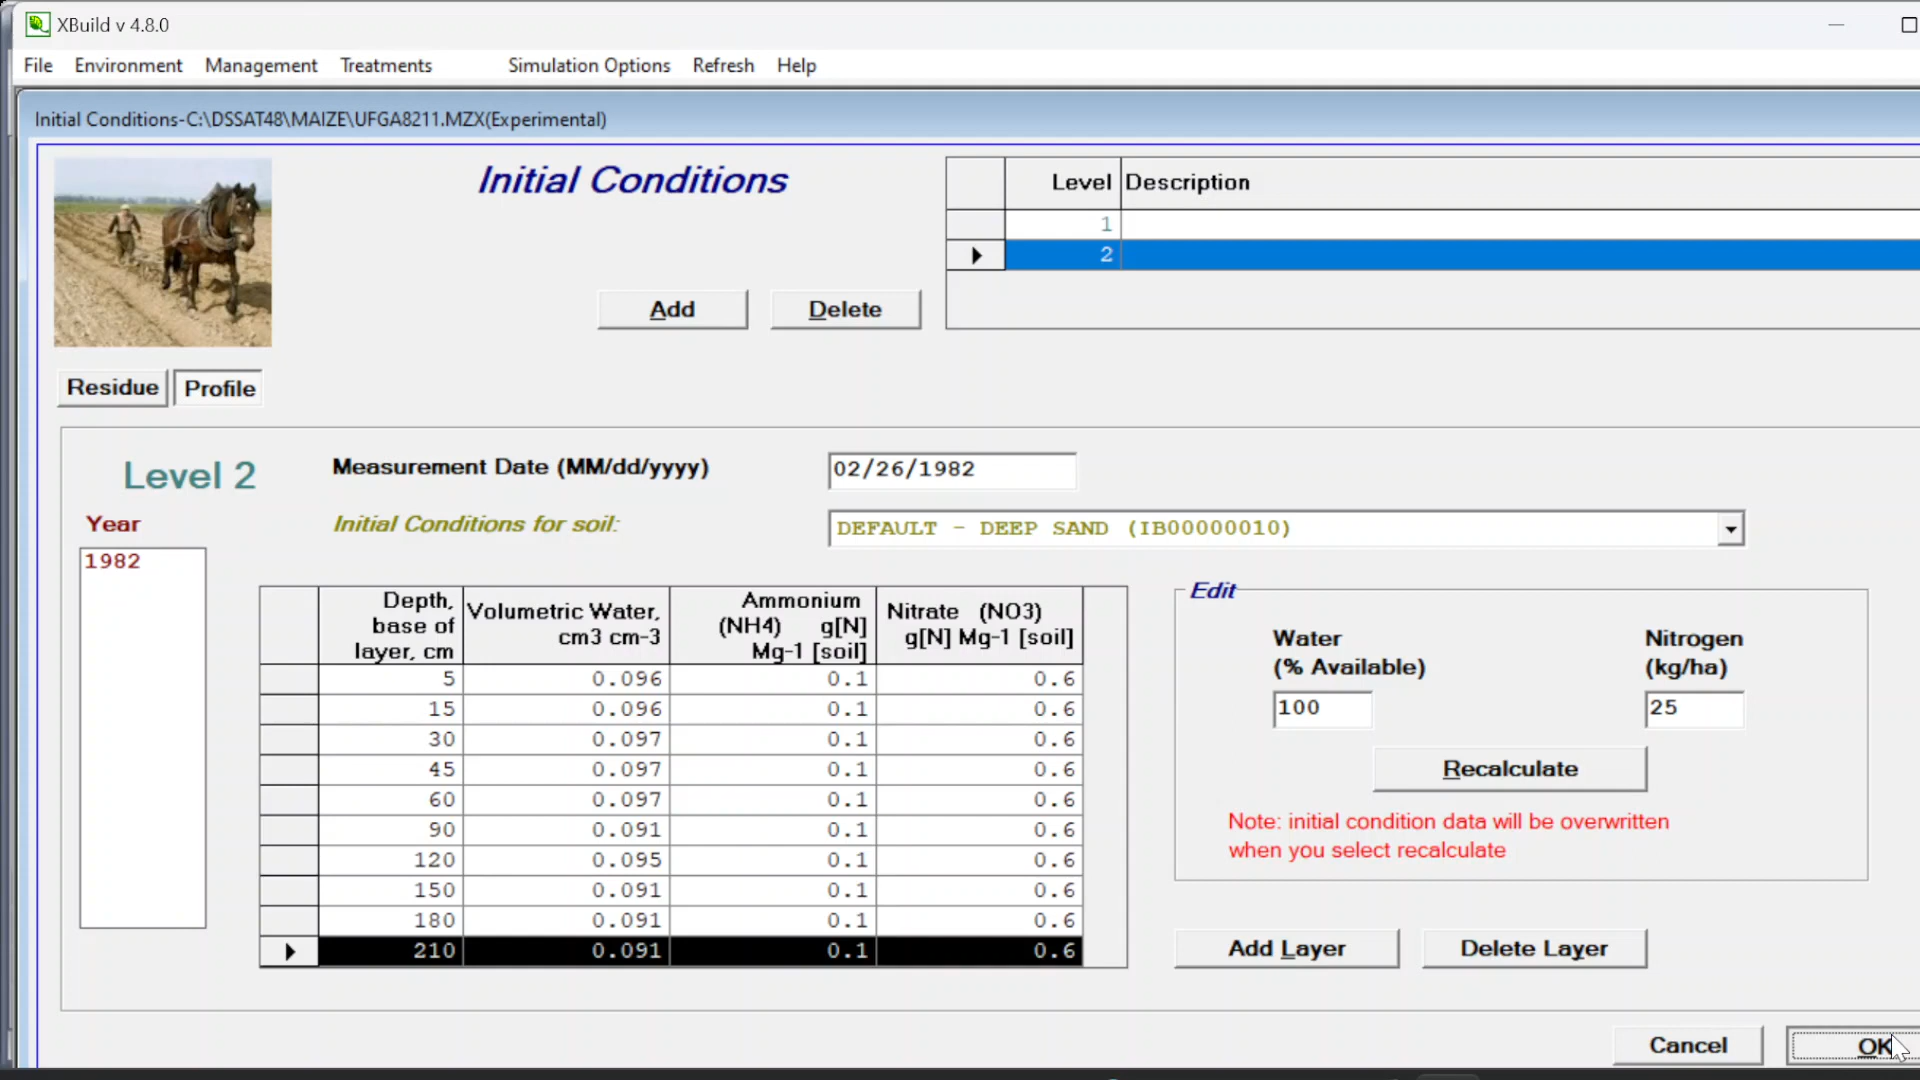 XBuild v 4.8.0
File Environment Management Treatments Simulation Options Refresh Help
Initial Conditions-C:\DSSAT48\MAIZE\UFGA8211.MZX(Experimental)
Initial Conditions
Level Description
1
2
Add Delete
Residue Profile
Level 2
Measurement Date (MM/dd/yyyy) 02/26/1982
Year
Initial Conditions for soil: DEFAULT - DEEP SAND (IB00000010)
1982
Depth, base of layer, cm Volumetric Water, cm3 cm-3 Ammonium (NH4) g[N] Mg-1 [soil] Nitrate (NO3) g[N] Mg-1 [soil]
5 0.096 0.1 0.6
15 0.096 0.1 0.6
30 0.097 0.1 0.6
45 0.097 0.1 0.6
60 0.097 0.1 0.6
90 0.091 0.1 0.6
120 0.095 0.1 0.6
150 0.091 0.1 0.6
180 0.091 0.1 0.6
210 0.091 0.1 0.6
Edit
Water (% Available) Nitrogen (kg/ha)
100 25
Recalculate
Note: initial condition data will be overwritten
when you select recalculate
Add Layer Delete Layer
Cancel OK